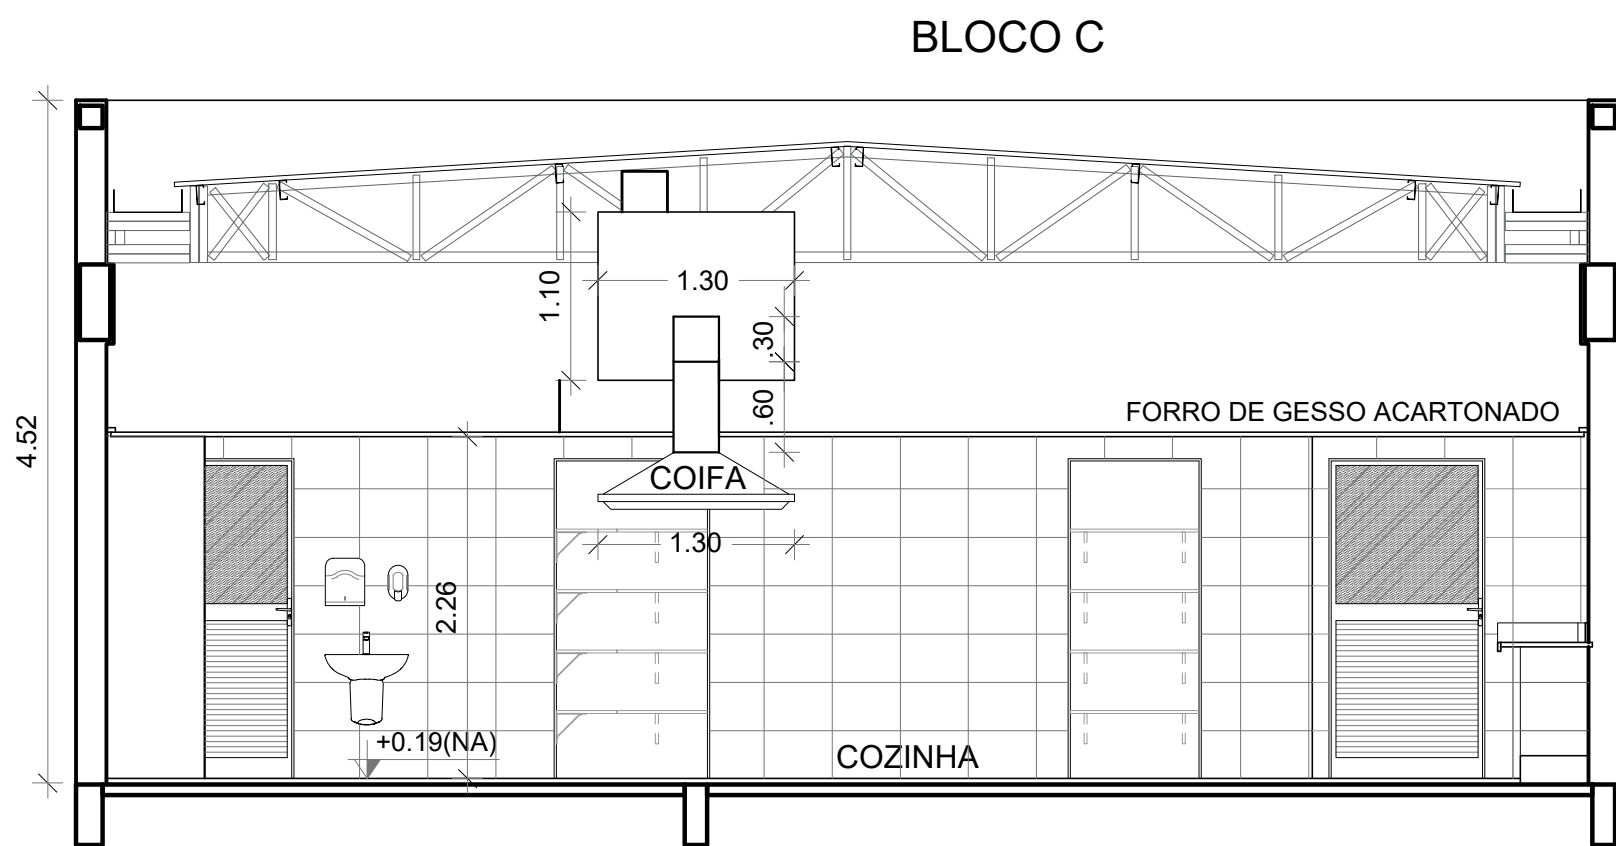 BLOCO C
1.30
1.10
.30
.60
4.52
FORRO DE GESSO ACARTONADO
COIFA
1.30
2.26
+0.19(NA)
COZINHA